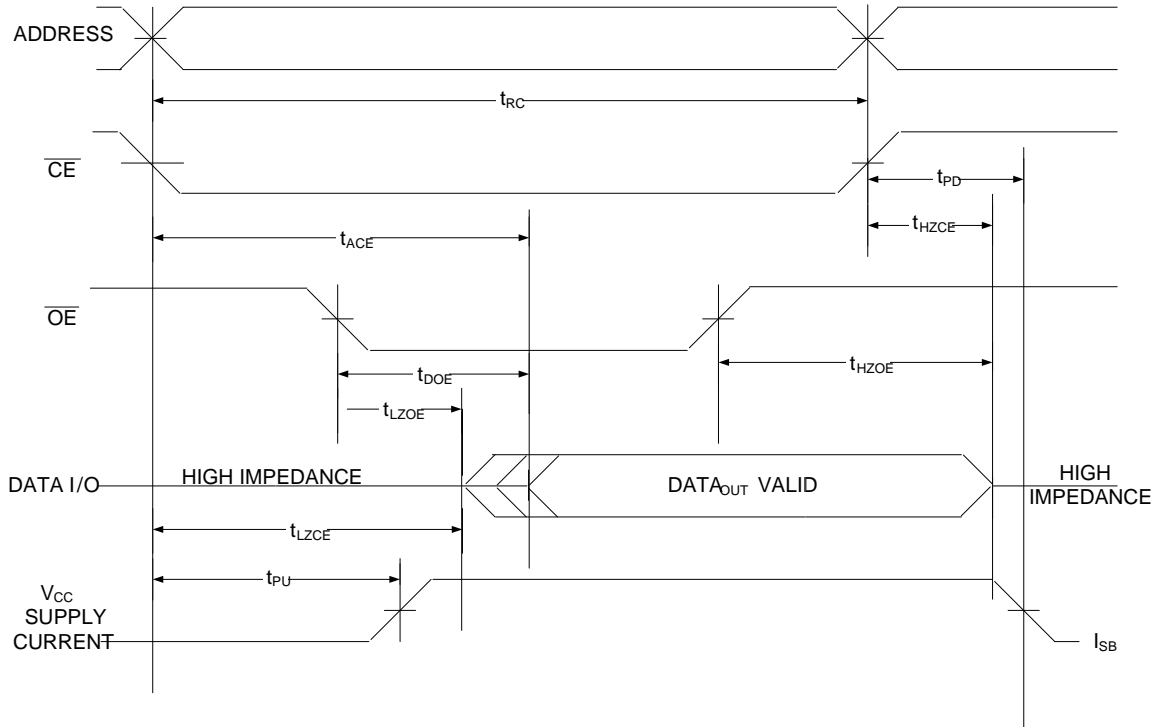 ADDRESS
tRC
CE
tPD
tHZCE
tACE
OE
tHZOE
tDOE
tLZOE
DATA I/O
HIGH IMPEDANCE
DATAOUT VALID
HIGH
IMPEDANCE
tLZCE
tPU
VCC
SUPPLY
CURRENT
ISB